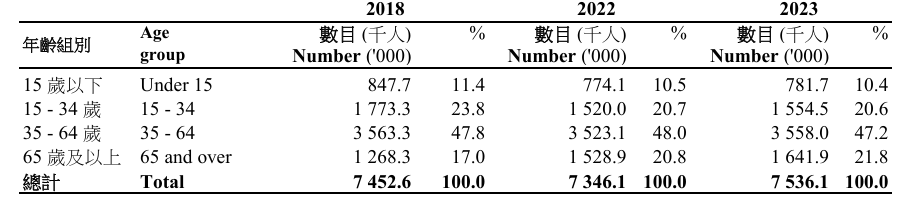 2018 2022 2023
年齡組別 Age group 數目 (千人) Number ('000) % 數目 (千人) Number ('000) % 數目 (千人) Number ('000) %
15 歲以下 Under 15 847.7 11.4 774.1 10.5 781.7 10.4
15 - 34 歲 15 - 34 1 773.3 23.8 1 520.0 20.7 1 554.5 20.6
35 - 64 歲 35 - 64 3 563.3 47.8 3 523.1 48.0 3 558.0 47.2
65 歲及以上 65 and over 1 268.3 17.0 1 528.9 20.8 1 641.9 21.8
總計 Total 7 452.6 100.0 7 346.1 100.0 7 536.1 100.0